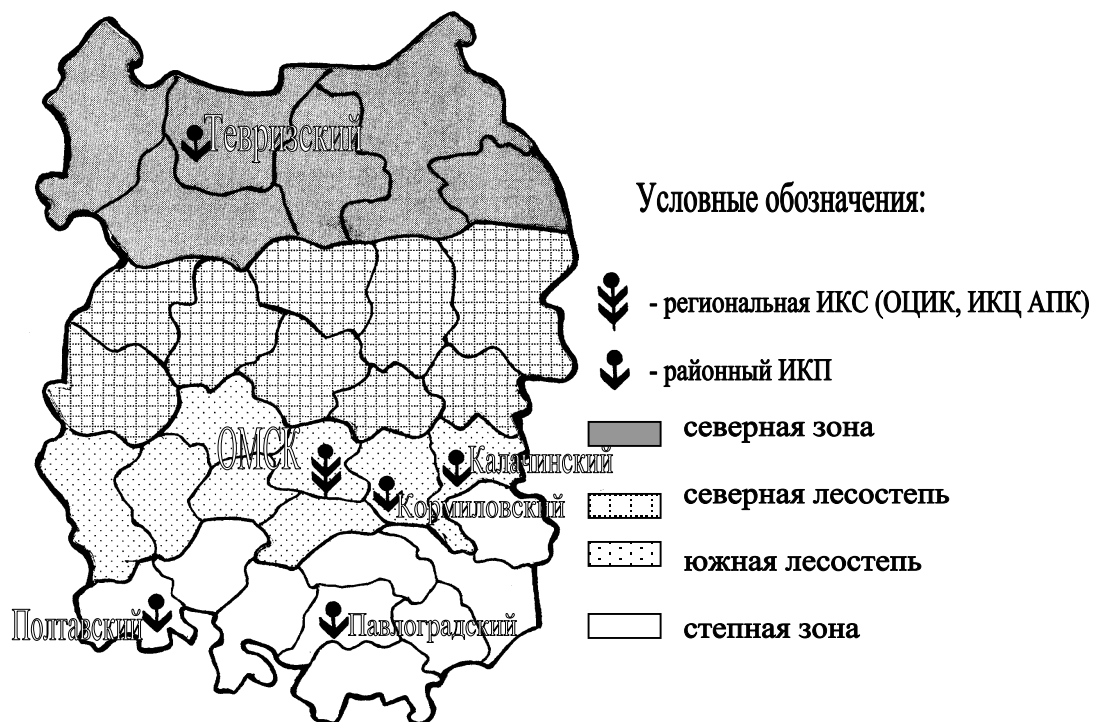 Тевризский
Условные обозначения:
- региональная ИКС (ОЦИК, ИКЦ АПК)
- районный ИКП
северная зона
ОМСК
Калачинский
Кормиловский
северная лесостепь
южная лесостепь
Полтавский
Павлоградский
степная зона